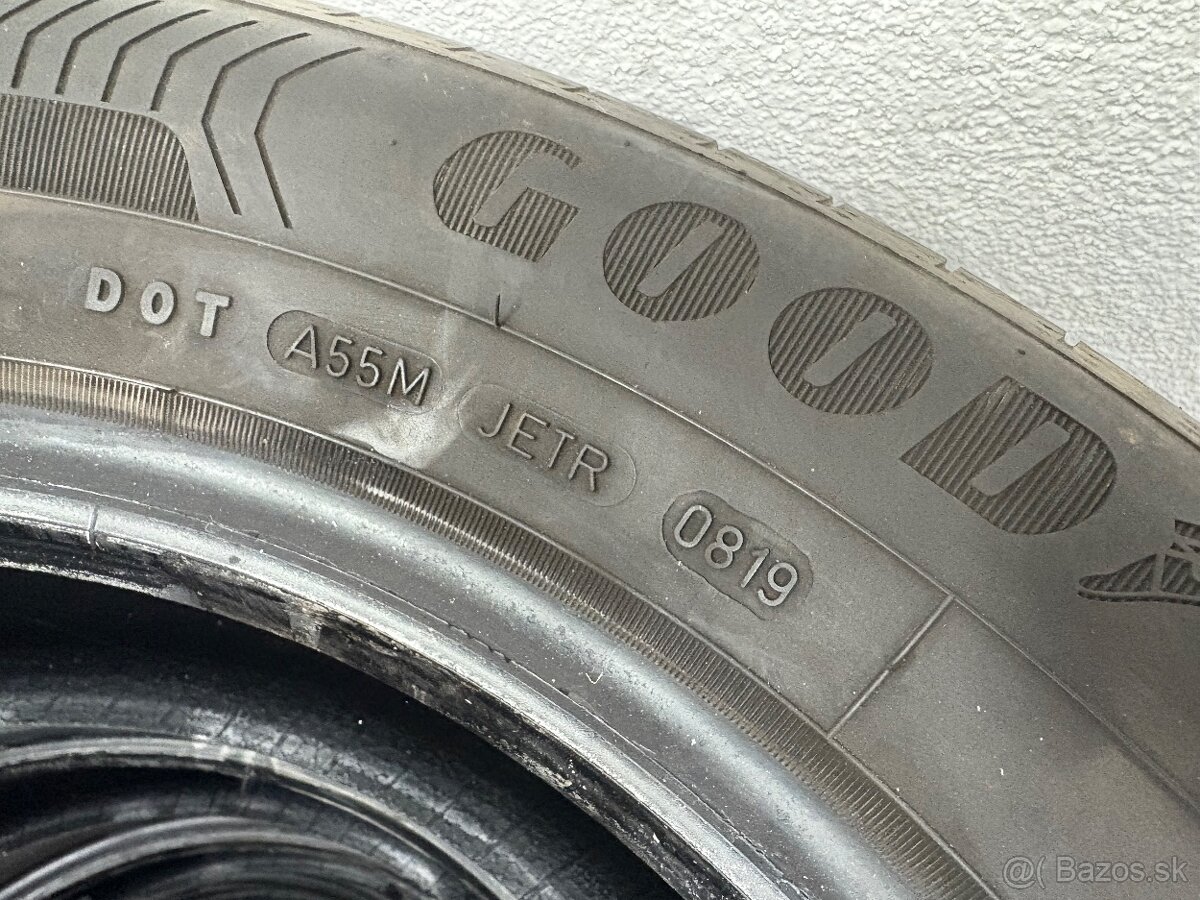 GOOD
DOT A55M JETR 0819
@( Bazos.sk